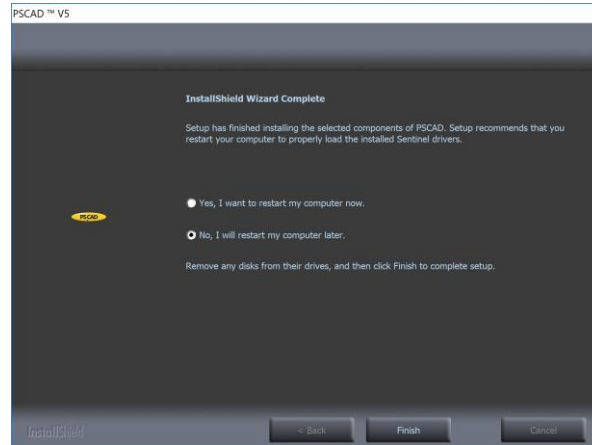 PSCAD ™ V5
InstallShield Wizard Complete
Setup has finished installing the selected components of PSCAD. Setup recommends that you
restart your computer to properly load the installed Sentinel drivers.
Yes, I want to restart my computer now.
PSCAD
No, I will restart my computer later.
Remove any disks from their drives, and then click Finish to complete setup.
InstallShield
< Back
Finish
Cancel